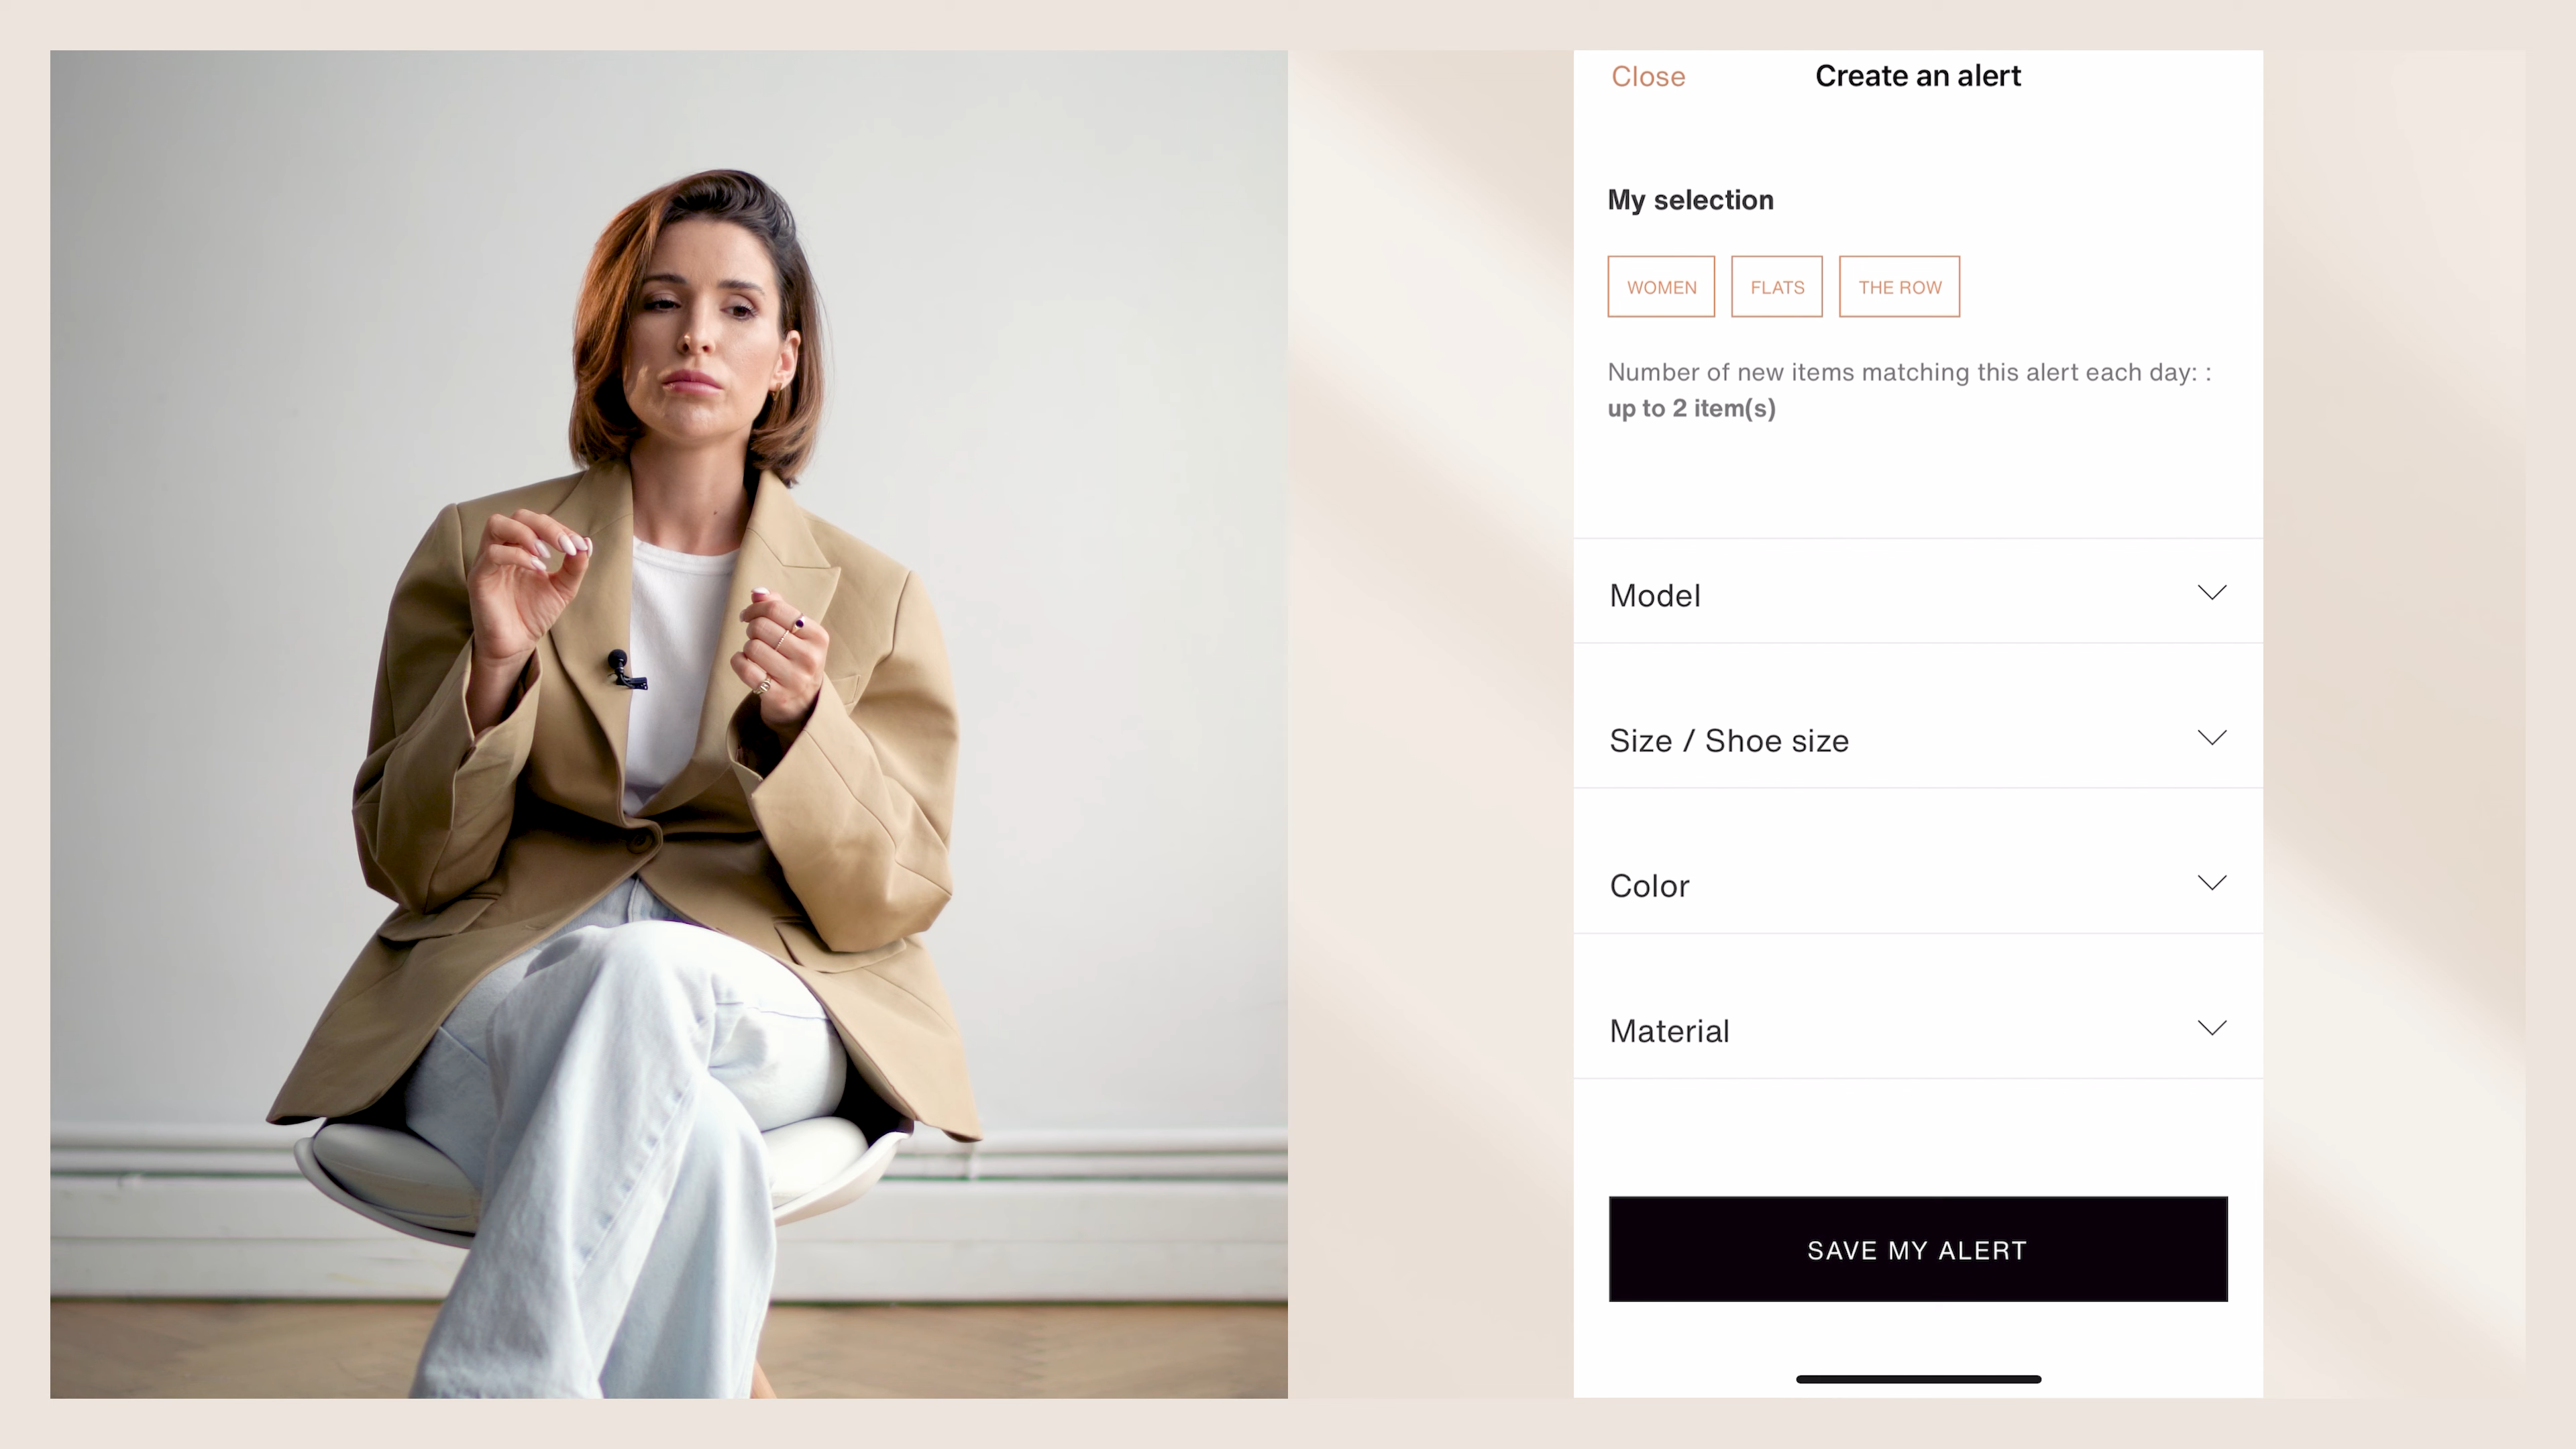 Close
Create an alert
My selection
WOMEN
FLATS
THE ROW
Number of new items matching this alert each day: :
up to 2 item(s)
Model
Size / Shoe size
Color
Material
SAVE MY ALERT